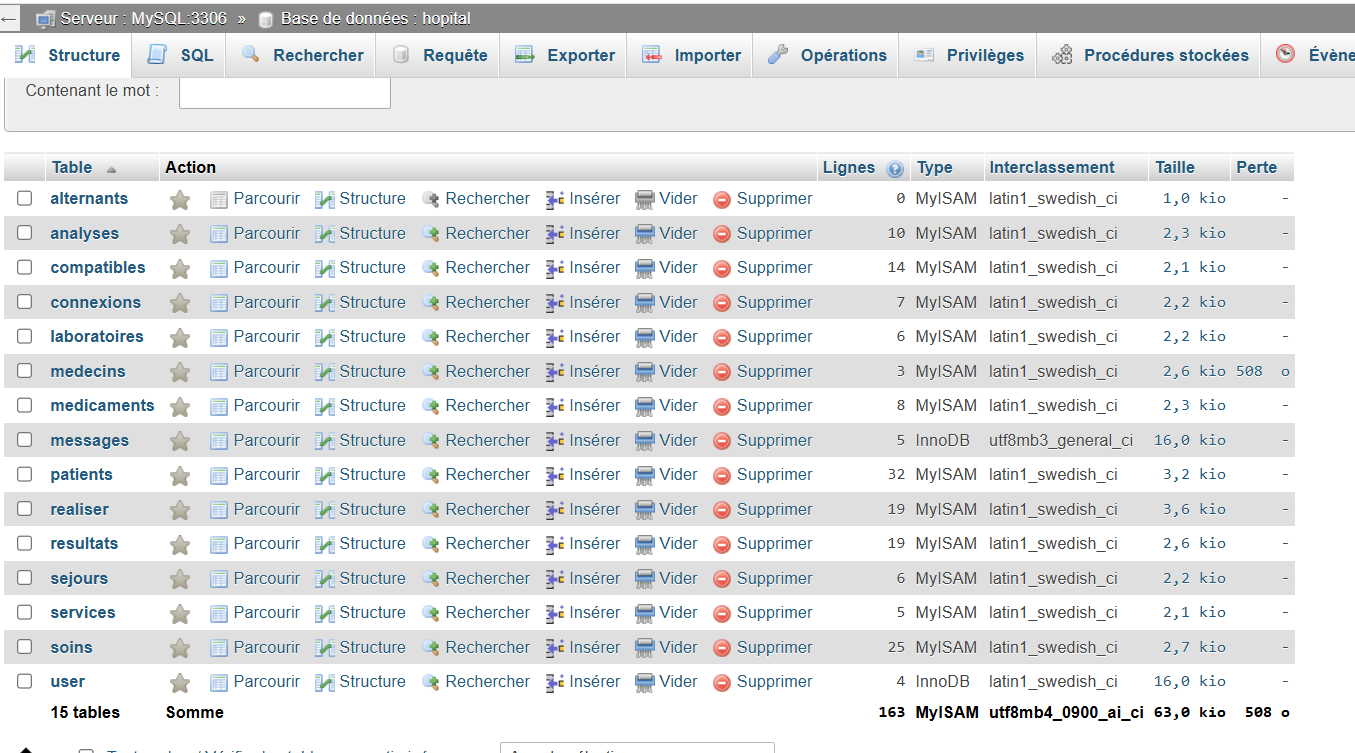 Serveur : MySQL:3306 » Base de données : hopital
Structure SQL Rechercher Requête Exporter Importer Opérations Privilèges Procédures stockées Évène
Contenant le mot :
Table Action Lignes Type Interclassement Taille Perte
alternants Parcourir Structure Rechercher Insérer Vider Supprimer 0 MyISAM latin1_swedish_ci 1,0 kio -
analyses Parcourir Structure Rechercher Insérer Vider Supprimer 10 MyISAM latin1_swedish_ci 2,3 kio -
compatibles Parcourir Structure Rechercher Insérer Vider Supprimer 14 MyISAM latin1_swedish_ci 2,1 kio -
connexions Parcourir Structure Rechercher Insérer Vider Supprimer 7 MyISAM latin1_swedish_ci 2,2 kio -
laboratoires Parcourir Structure Rechercher Insérer Vider Supprimer 6 MyISAM latin1_swedish_ci 2,2 kio -
medecins Parcourir Structure Rechercher Insérer Vider Supprimer 3 MyISAM latin1_swedish_ci 2,6 kio 508 o
medicaments Parcourir Structure Rechercher Insérer Vider Supprimer 8 MyISAM latin1_swedish_ci 2,3 kio -
messages Parcourir Structure Rechercher Insérer Vider Supprimer 5 InnoDB utf8mb3_general_ci 16,0 kio -
patients Parcourir Structure Rechercher Insérer Vider Supprimer 32 MyISAM latin1_swedish_ci 3,2 kio -
realiser Parcourir Structure Rechercher Insérer Vider Supprimer 19 MyISAM latin1_swedish_ci 3,6 kio -
resultats Parcourir Structure Rechercher Insérer Vider Supprimer 19 MyISAM latin1_swedish_ci 2,6 kio -
sejours Parcourir Structure Rechercher Insérer Vider Supprimer 6 MyISAM latin1_swedish_ci 2,2 kio -
services Parcourir Structure Rechercher Insérer Vider Supprimer 5 MyISAM latin1_swedish_ci 2,1 kio -
soins Parcourir Structure Rechercher Insérer Vider Supprimer 25 MyISAM latin1_swedish_ci 2,7 kio -
user Parcourir Structure Rechercher Insérer Vider Supprimer 4 InnoDB latin1_swedish_ci 16,0 kio -
15 tables Somme 163 MyISAM utf8mb4_0900_ai_ci 63,0 kio 508 o